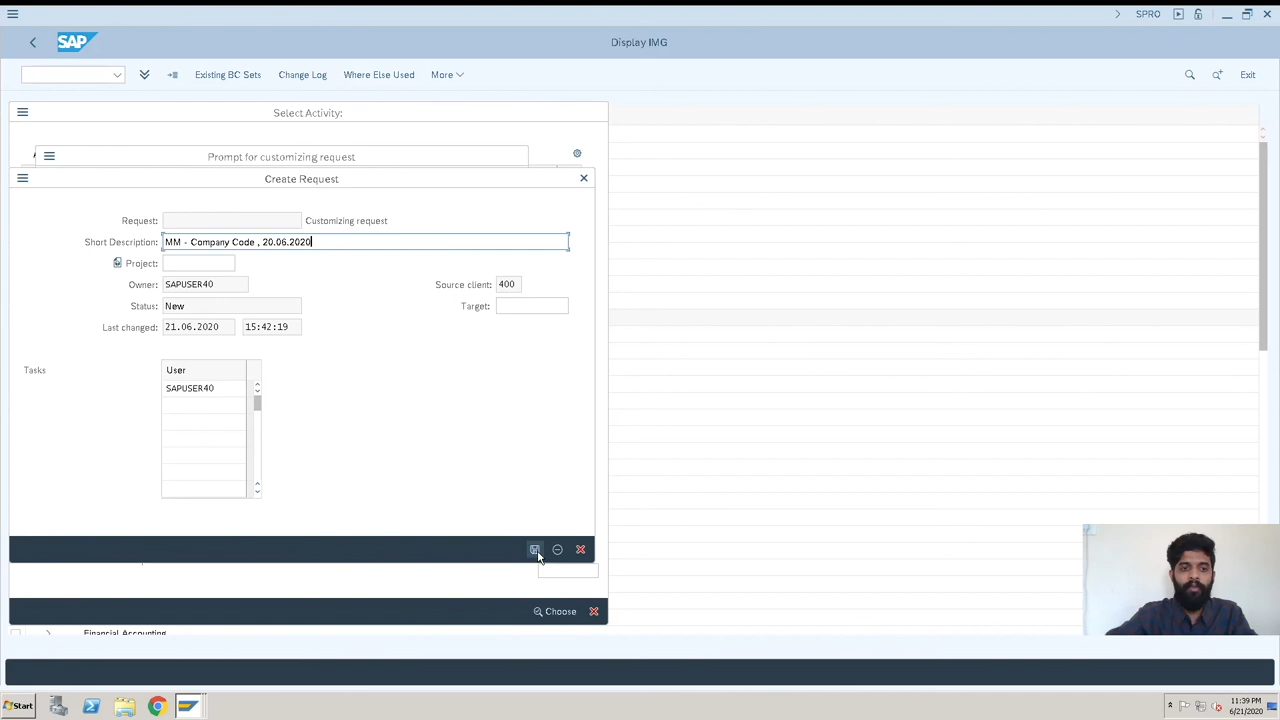 SPRO
SAP
Display IMG
Existing BC Sets Change Log Where Else Used More Exit
Select Activity:
Prompt for customizing request
Create Request
Request: Customizing request
Short Description: MM - Company Code , 20.06.2020
Project:
Owner: SAPUSER40 Source client: 400
Status: New Target:
Last changed: 21.06.2020 15:42:19
Tasks User
SAPUSER40
Choose
Financial Accounting
Start
11:39 PM
6/21/2020